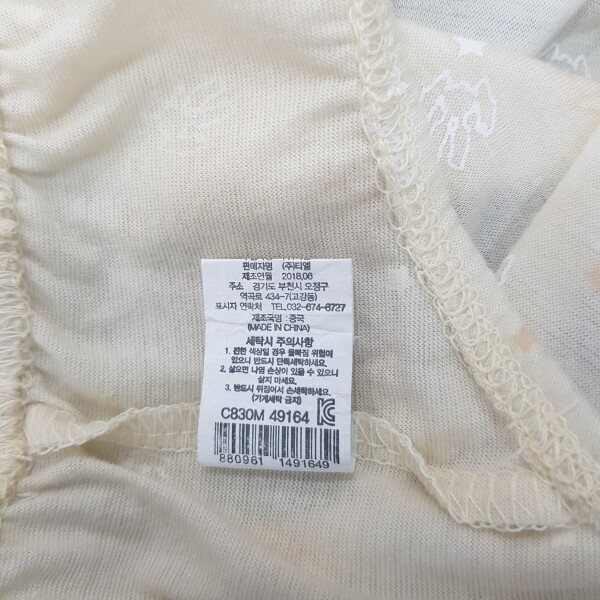 판매자명 (주)티엘
제조연월 2018.06
주소 경기도 부천시 오정구
역곡로 434-7(고강동)
표시자 연락처 TEL.032-674-6727
제조국명 : 중국
(MADE IN CHINA)
세탁시 주의사항
1. 진한 색상일 경우 물빠짐 위험이
있으니 반드시 단독세탁하세요.
2. 삶으면 나염 손상이 있을 수 있으니
삶지 마세요.
3. 반드시 뒤집어서 손세탁하세요.
(기계세탁 금지)
C830M 49164
880961 1491649